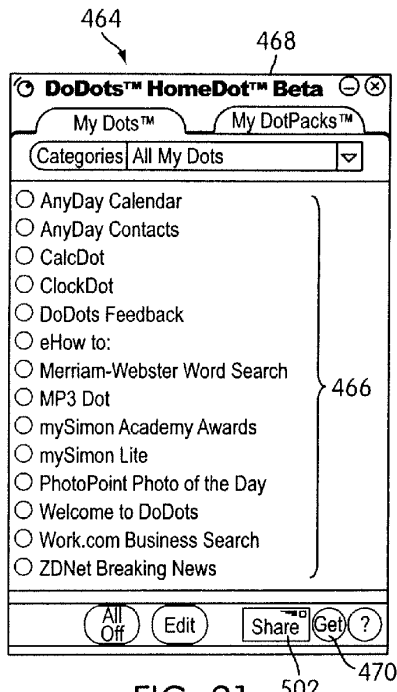 464
468
DoDots™ HomeDot™ Beta
My Dots™ My DotPacks™
Categories All My Dots
AnyDay Calendar
AnyDay Contacts
CalcDot
ClockDot
DoDots Feedback
eHow to:
Merriam-Webster Word Search
466
MP3 Dot
mySimon Academy Awards
mySimon Lite
PhotoPoint Photo of the Day
Welcome to DoDots
Work.com Business Search
ZDNet Breaking News
All Off Edit Share Get ?
470
502